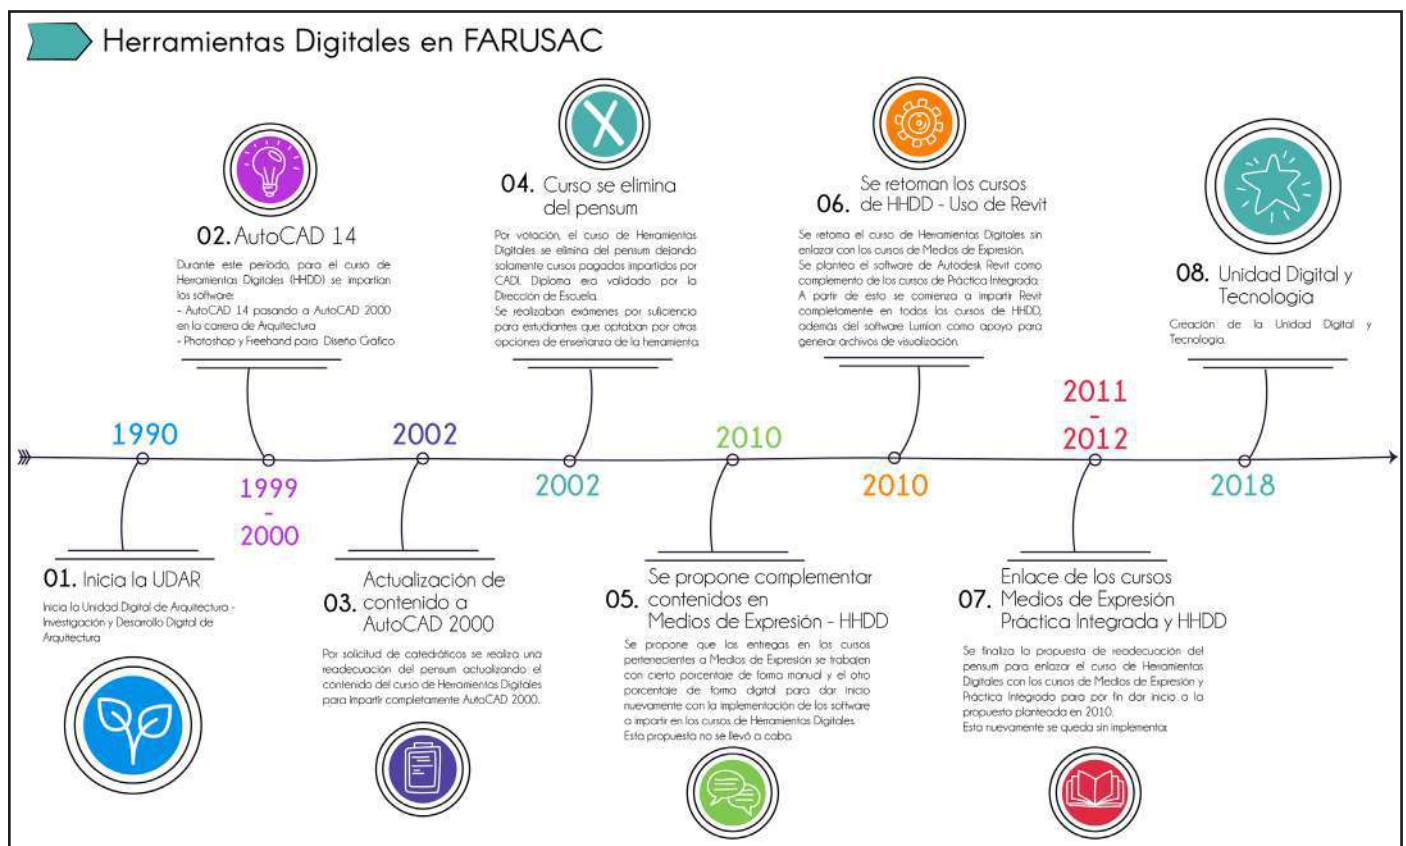 Herramientas Digitales en FARUSAC
1990
01. Inicia la UDAR
Inicia la Unidad Digital de Arquitectura -
Investigación y Desarrollo Digital de
Arquitectura
02. AutoCAD 14
Durante este período, para el curso de
Herramientas Digitales (HHDD) se impartían
los software:
- AutoCAD 14 pasando a AutoCAD 2000
en la carrera de Arquitectura
- Photoshop y Freehand para Diseño Gráfico
1999
-
2000
2002
Actualización de
03. contenido a
AutoCAD 2000
Por solicitud de catedráticos se realiza una
readecuación del pensum actualizando el
contenido del curso de Herramientas Digitales
para impartir completamente AutoCAD 2000.
04. Curso se elimina
del pensum
Por votación, el curso de Herramientas
Digitales se elimina del pensum dejando
solamente cursos pagados impartidos por
CADI. Diploma era validado por la
Dirección de Escuela.
Se realizaban exámenes por suficiencia
para estudiantes que optaban por otras
opciones de enseñanza de la herramienta.
2002
2010
Se propone complementar
05. contenidos en
Medios de Expresión - HHDD
Se propone que las entregas en los cursos
pertenecientes a Medios de Expresión se trabajen
con cierto porcentaje de forma manual y el otro
porcentaje de forma digital para dar inicio
nuevamente con la implementación de los software
a impartir en los cursos de Herramientas Digitales.
Esta propuesta no se llevó a cabo.
Se retoman los cursos
06. de HHDD - Uso de Revit
Se retoma el curso de Herramientas Digitales sin
enlazar con los cursos de Medios de Expresión.
Se plantea el software de Autodesk Revit como
complemento de los cursos de Práctica Integrada.
A partir de esto se comienza a impartir Revit
completamente en todos los cursos de HHDD,
además del software Lumion como apoyo para
generar archivos de visualización.
2010
2011
-
2012
Enlace de los cursos
07. Medios de Expresión
Práctica Integrada y HHDD
Se finaliza la propuesta de readecuación del
pensum para enlazar el curso de Herramientas
Digitales con los cursos de Medios de Expresión y
Práctica Integrada para por fin dar inicio a la
propuesta planteada en 2010.
Esta nuevamente se queda sin implementar.
08. Unidad Digital y
Tecnologia
Creación de la Unidad Digital y
Tecnología.
2018